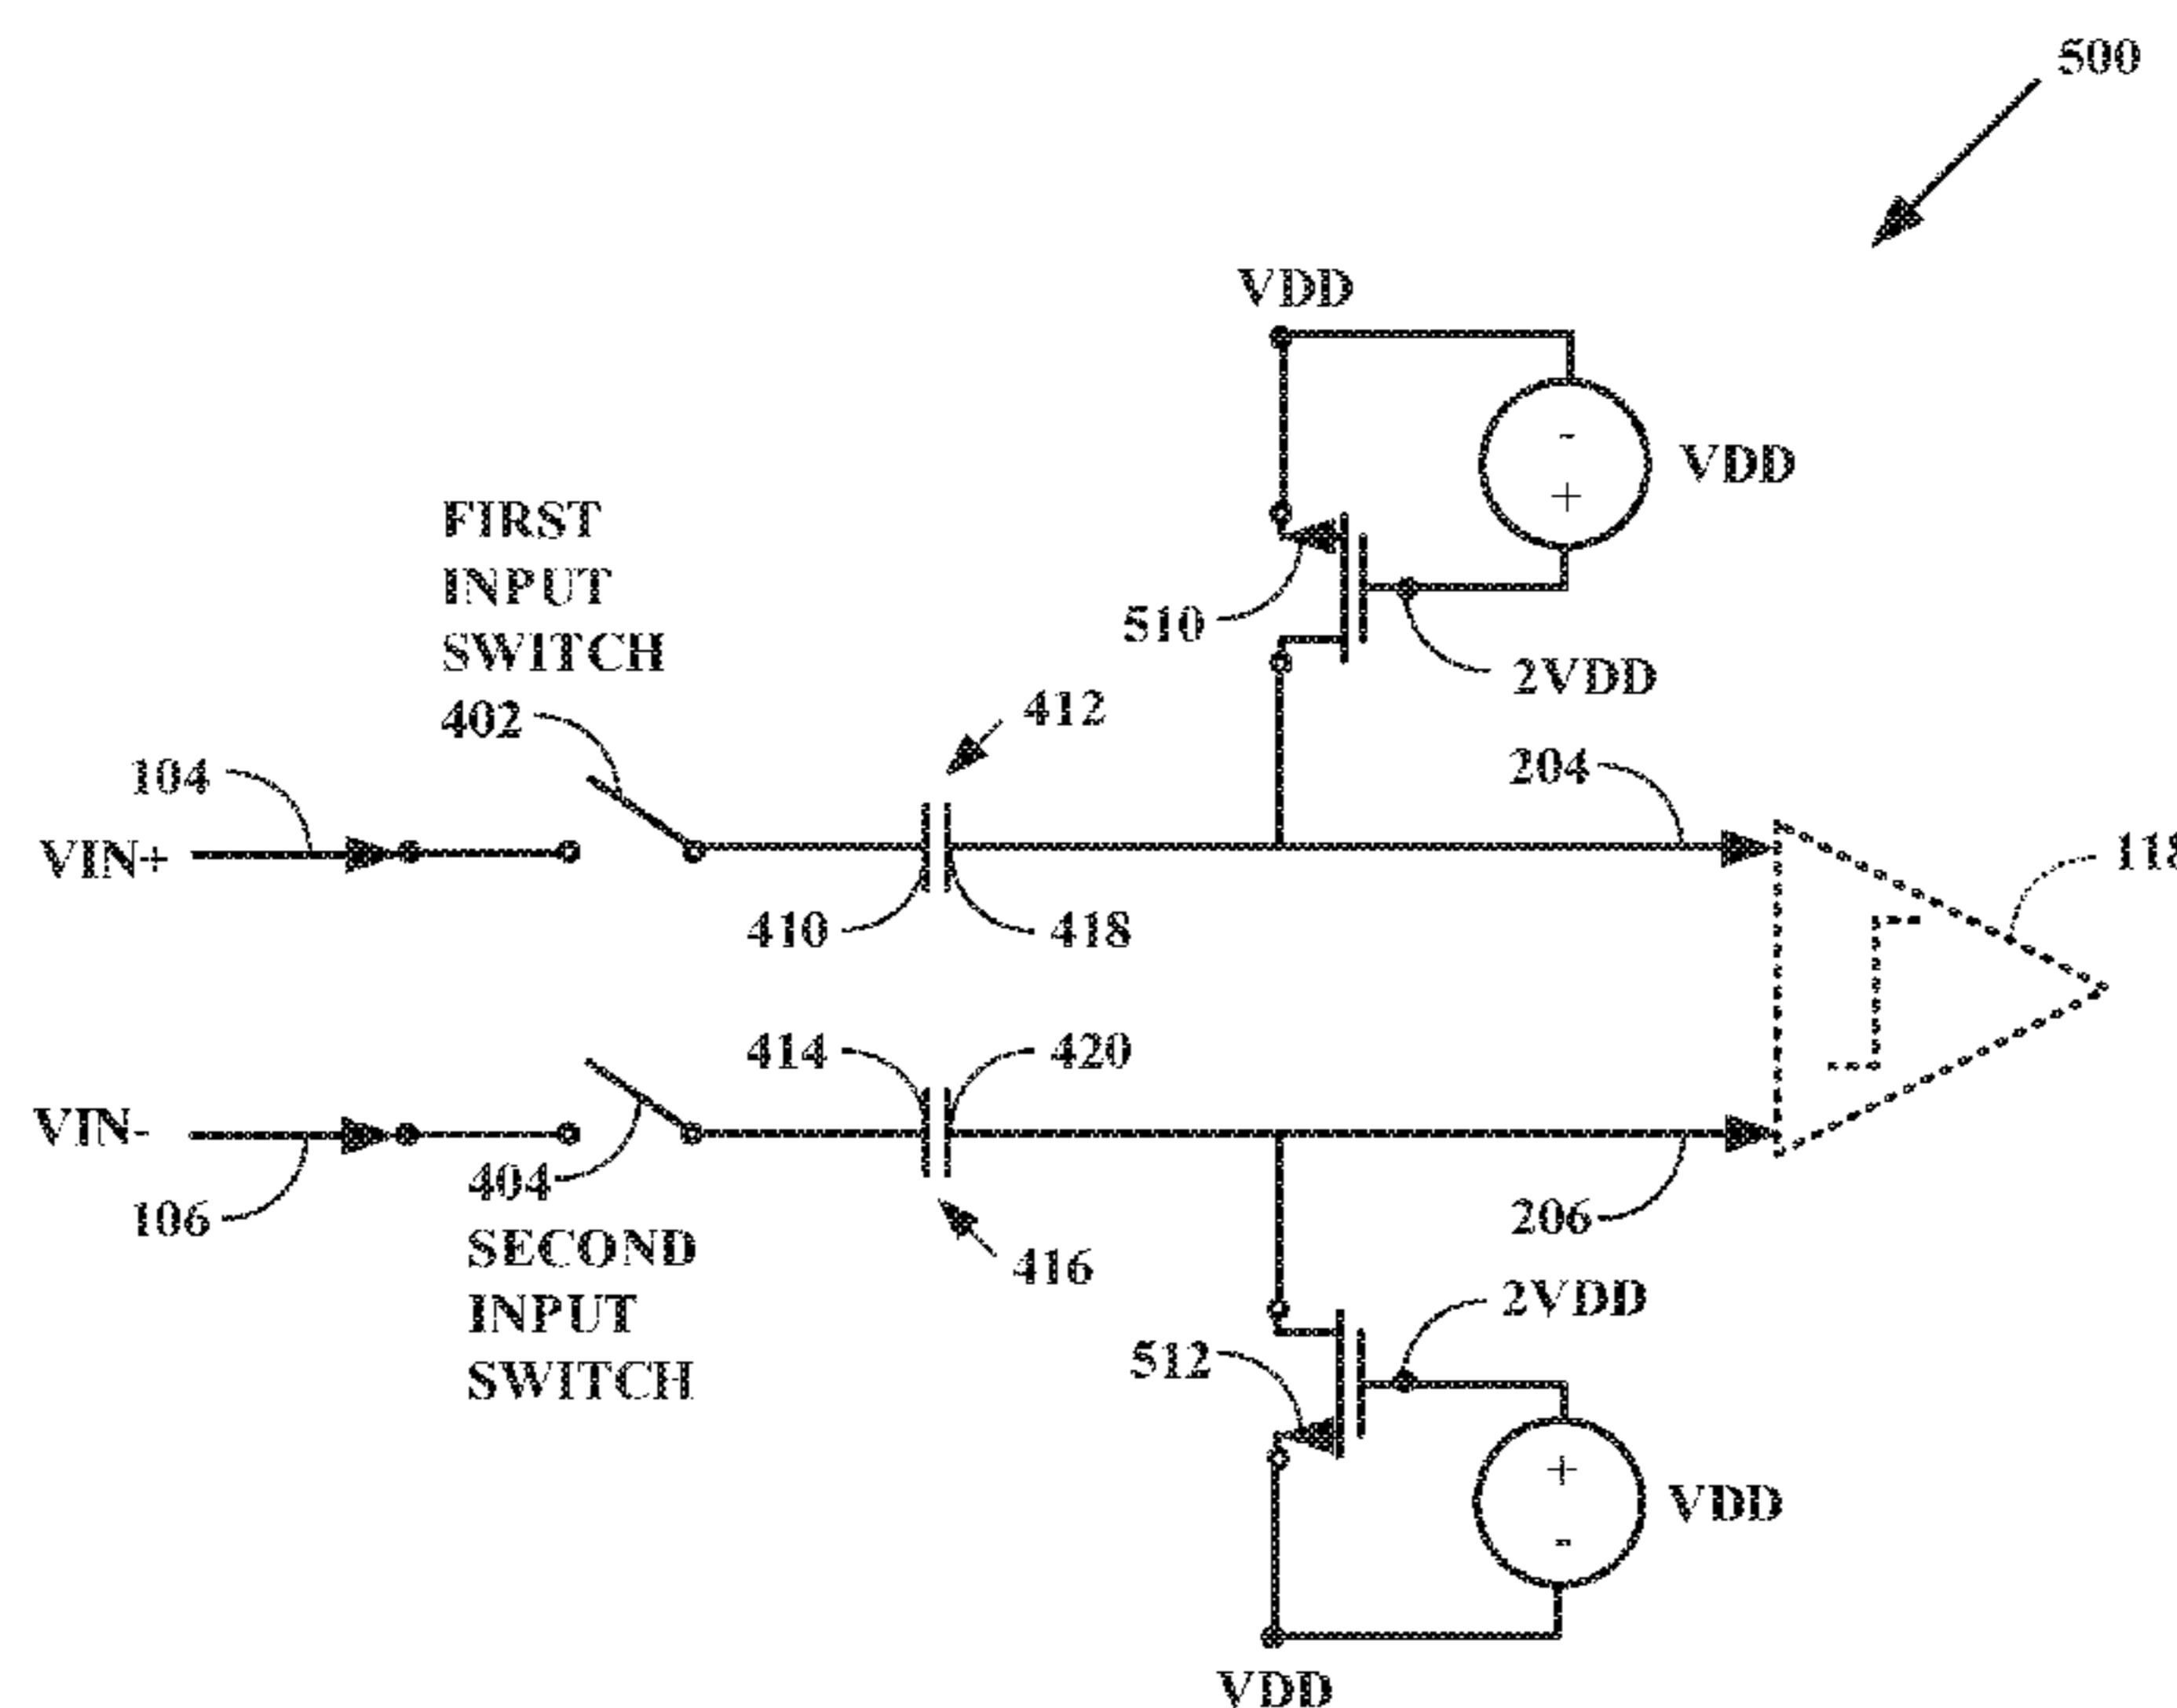 500
VDD
-
VDD
+
FIRST
INPUT
SWITCH
402
510
2VDD
412
104
204
VIN+
118
410
418
414
420
VIN-
404
106
SECOND
INPUT
SWITCH
416
206
2VDD
512
+
VDD
-
VDD